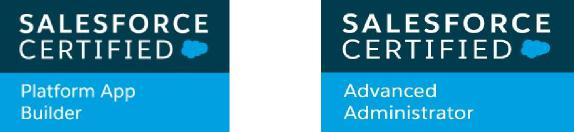 SALESFORCE
CERTIFIED
Platform App
Builder
SALESFORCE
CERTIFIED
Advanced
Administrator